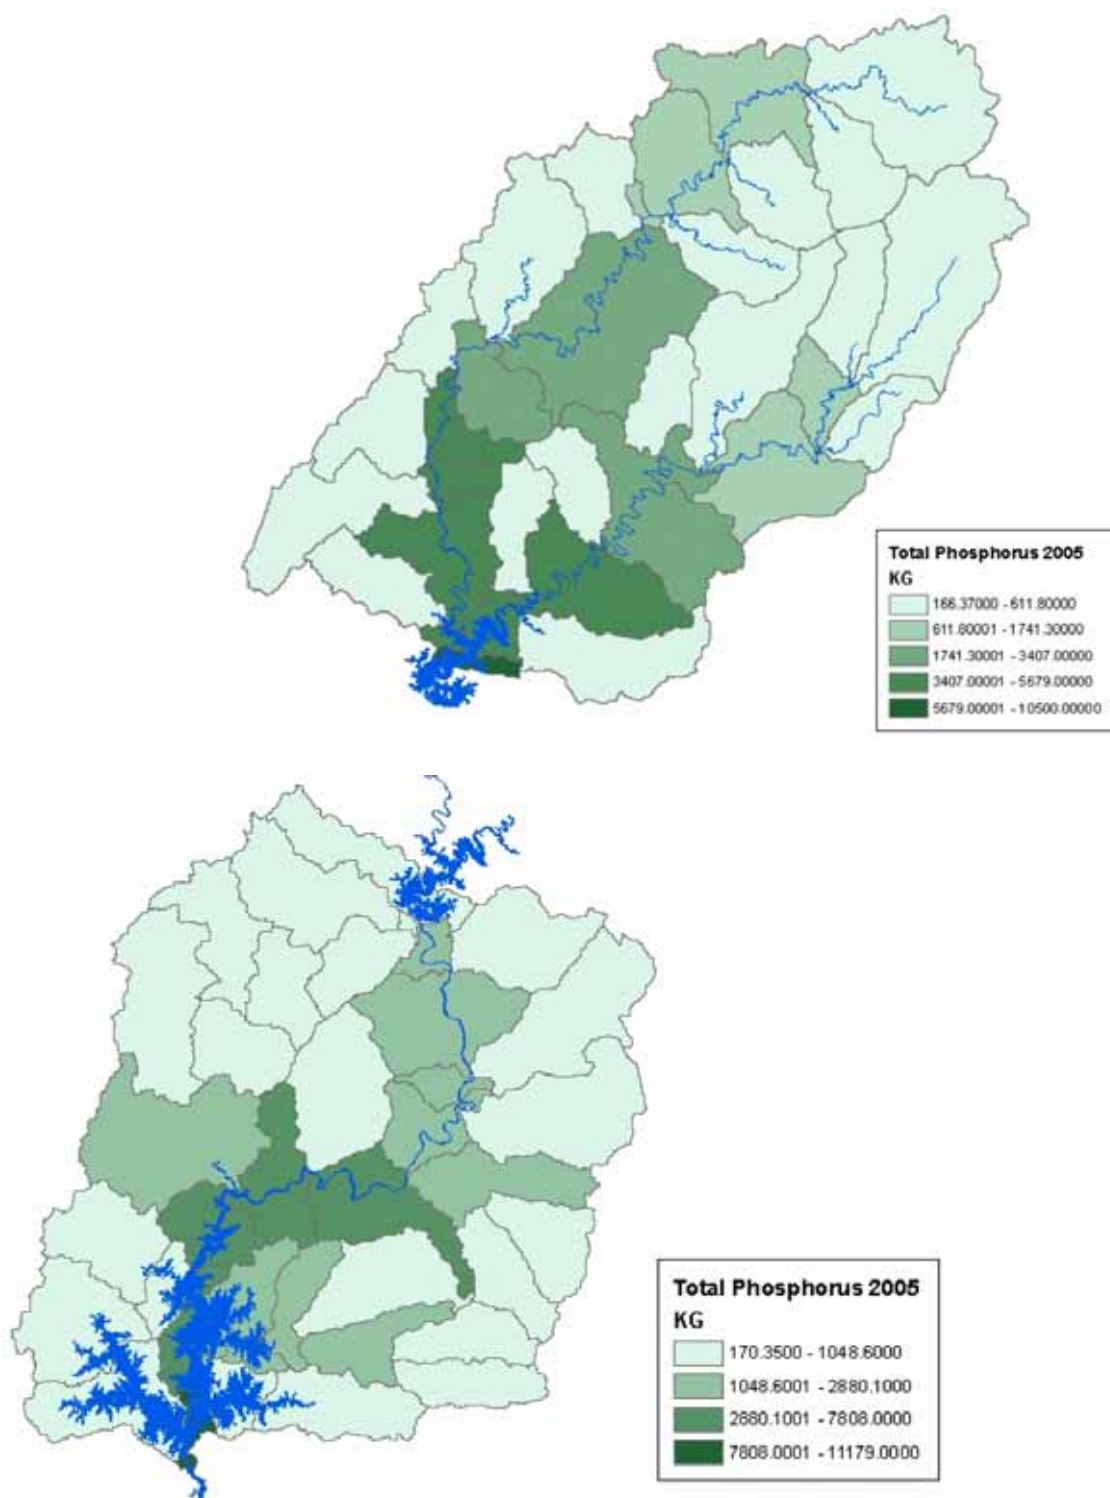 Total Phosphorus 2005
KG
166.37000 - 611.80000
611.80001 - 1741.30000
1741.30001 - 3407.00000
3407.00001 - 5679.00000
5679.00001 - 10500.00000
Total Phosphorus 2005
KG
170.3500 - 1048.6000
1048.6001 - 2880.1000
2880.1001 - 7808.0000
7808.0001 - 11179.0000